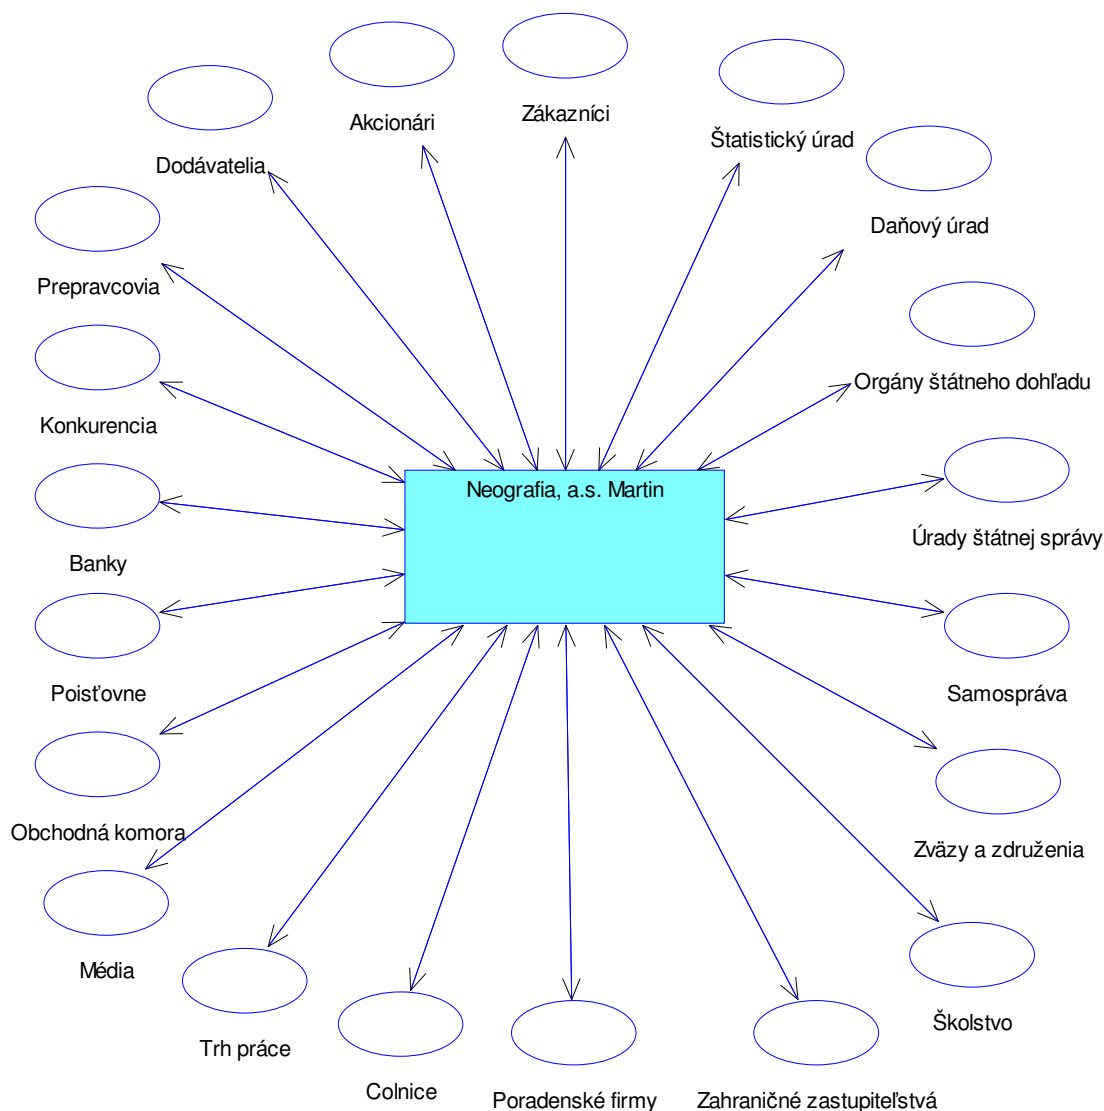 Zákazníci
Akcionári
Štatistický úrad
Dodávatelia
Daňový úrad
Prepravcovia
Orgány štátneho dohľadu
Konkurencia
Neografia, a.s. Martin
Úrady štátnej správy
Banky
Poisťovne
Samospráva
Obchodná komora
Zväzy a združenia
Média
Školstvo
Trh práce
Colnice
Poradenské firmy
Zahraničné zastupiteľstvá